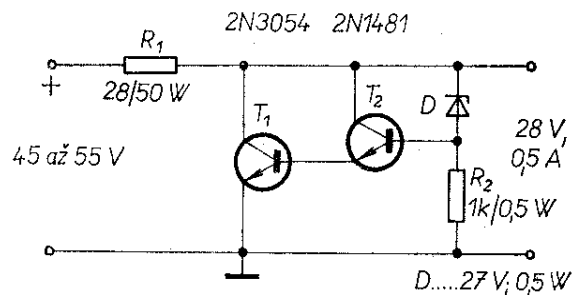 2N3054 2N1481
R1
+
28/50 W
T1
T2
D
45 až 55 V
28 V,
0,5 A
R2
1k/0,5 W
D.....27 V; 0,5 W